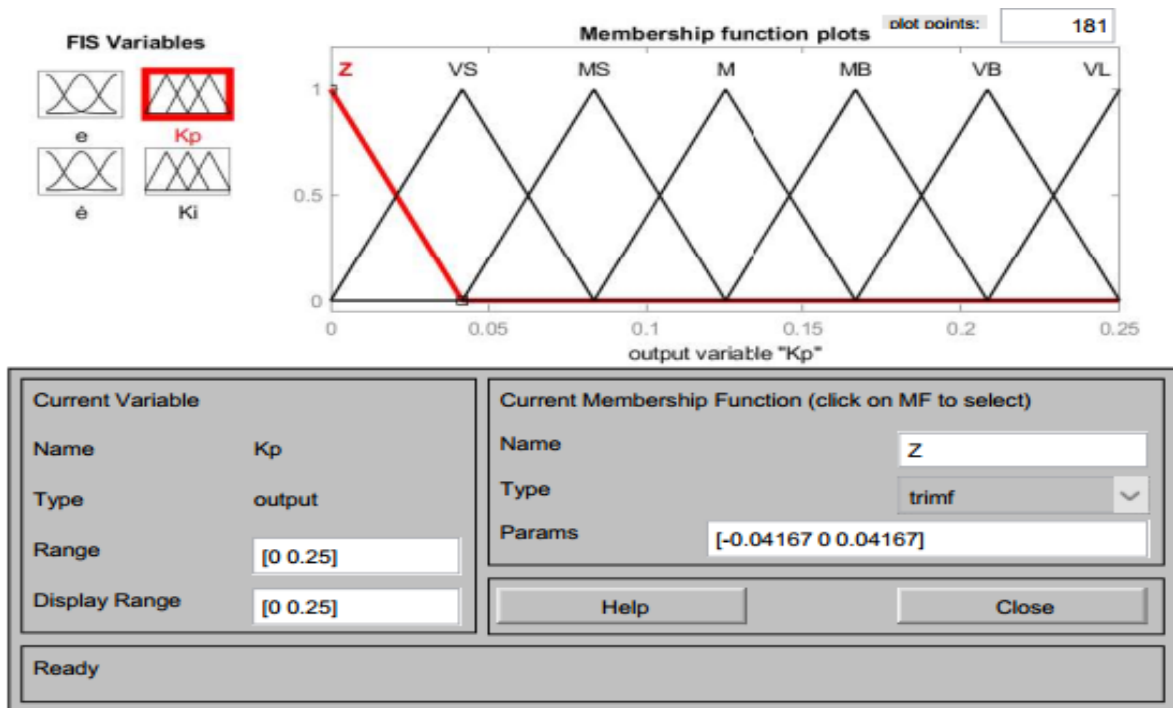 FIS Variables
e
Kp
ė
Ki
Membership function plots
plot points:
181
Z
VS
MS
M
MB
VB
VL
1
0.5
0
0
0.05
0.1
0.15
0.2
0.25
output variable "Kp"
Current Variable
Name
Kp
Type
output
Range
[0 0.25]
Display Range
[0 0.25]
Current Membership Function (click on MF to select)
Name
Z
Type
trimf
Params
[-0.04167 0 0.04167]
Help
Close
Ready